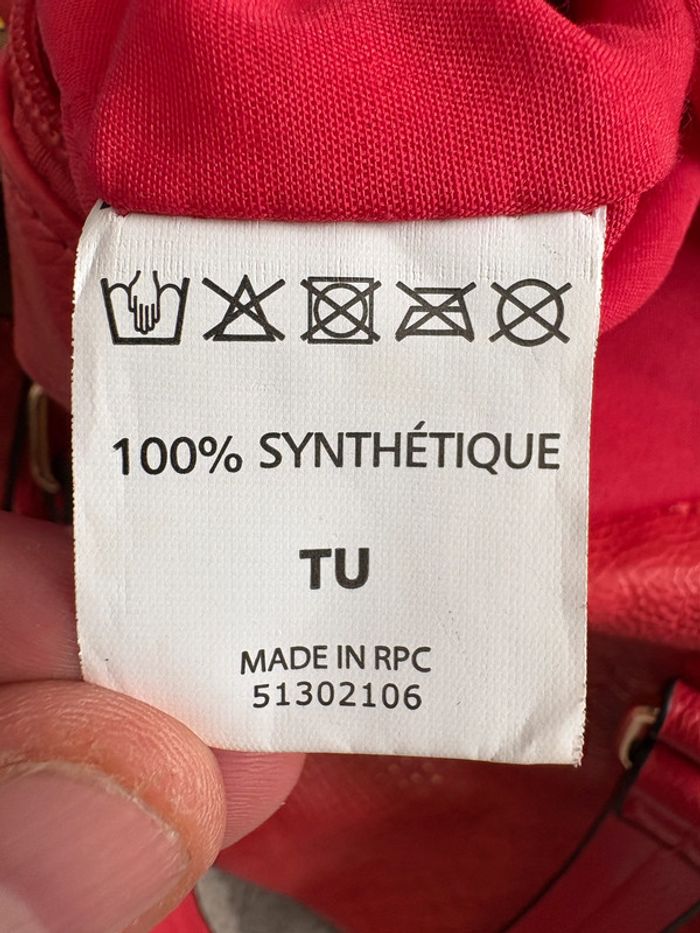 100% SYNTHÉTIQUE
TU
MADE IN RPC
51302106